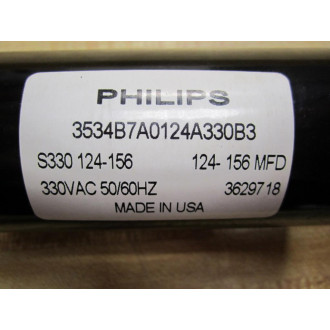 PHILIPS
3534B7A0124A330B3
S330 124-156 124- 156 MFD
330VAC 50/60HZ 3629718
MADE IN USA